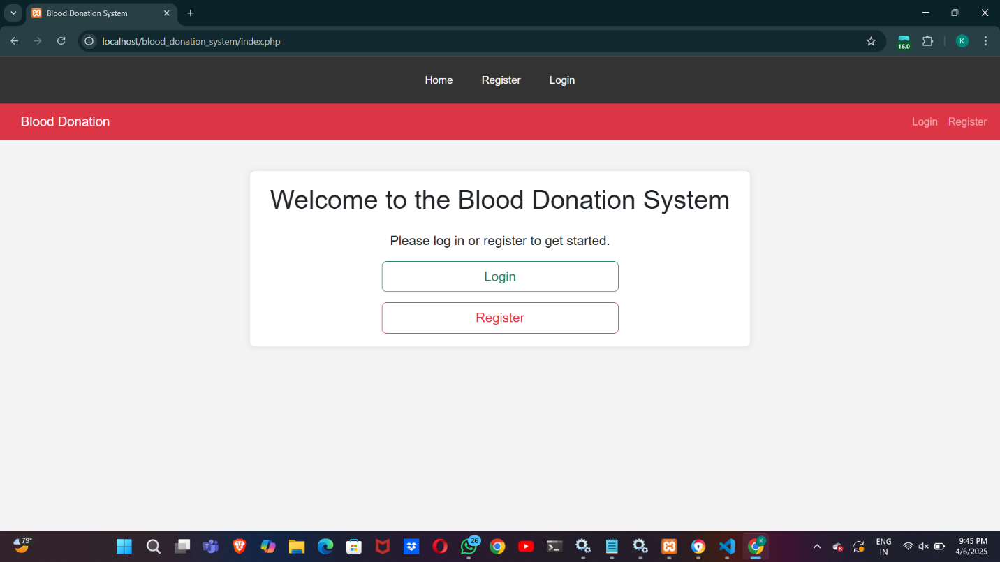 Blood Donation System
localhost/blood_donation_system/index.php
16.0
K
Home Register Login
Blood Donation
Login Register
Welcome to the Blood Donation System
Please log in or register to get started.
Login
Register
79°
26
K
ENG
IN
9:45 PM
4/6/2025